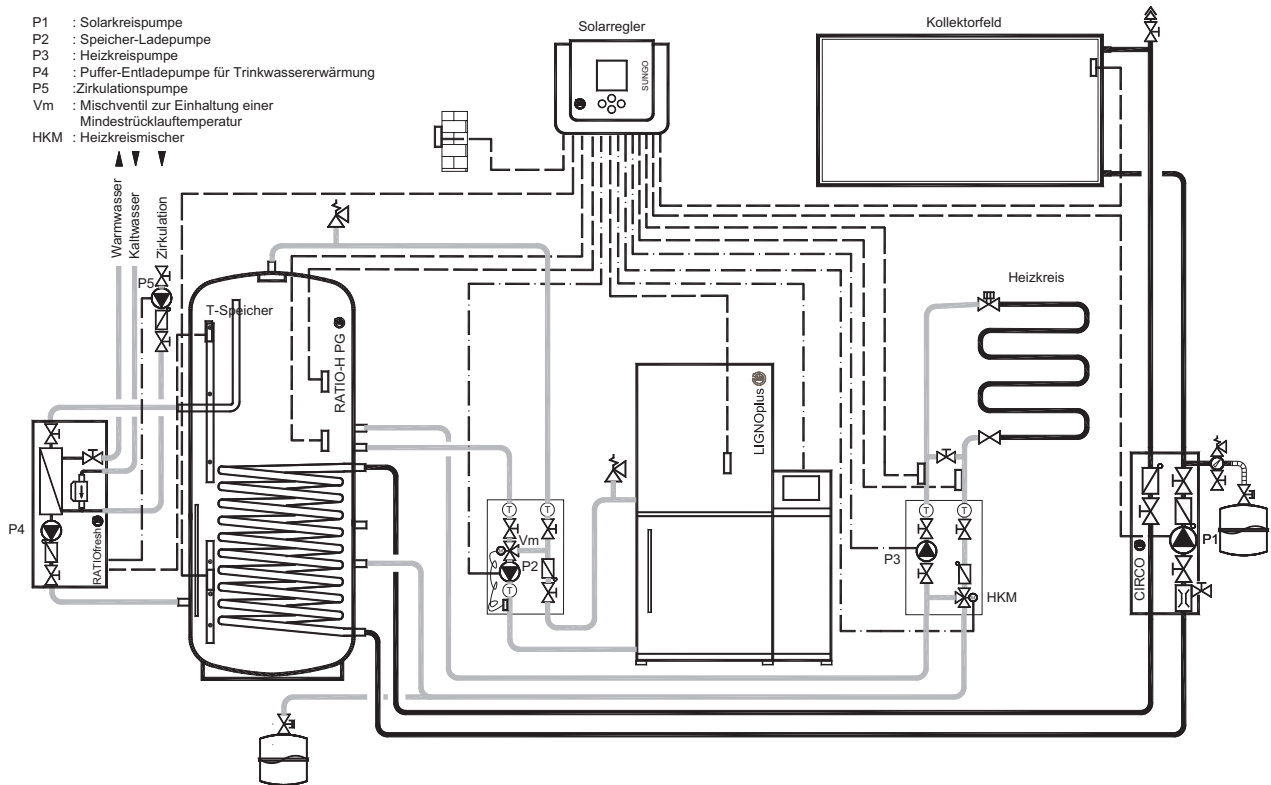 P1 : Solarkreispumpe
P2 : Speicher-Ladepumpe
P3 : Heizkreispumpe
P4 : Puffer-Entladepumpe für Trinkwassererwärmung
P5 :Zirkulationspumpe
Vm : Mischventil zur Einhaltung einer
Mindestrücklauftemperatur
HKM : Heizkreismischer
Solarregler
SUNGO
Kollektorfeld
Warmwasser
Kaltwasser
Zirkulation
P5
T-Speicher
RATIO-H PG
Heizkreis
LIGNOplus
P4
RATIOfresh
T
T
Vm
P2
T
T
T
P3
HKM
P1
CIRCO